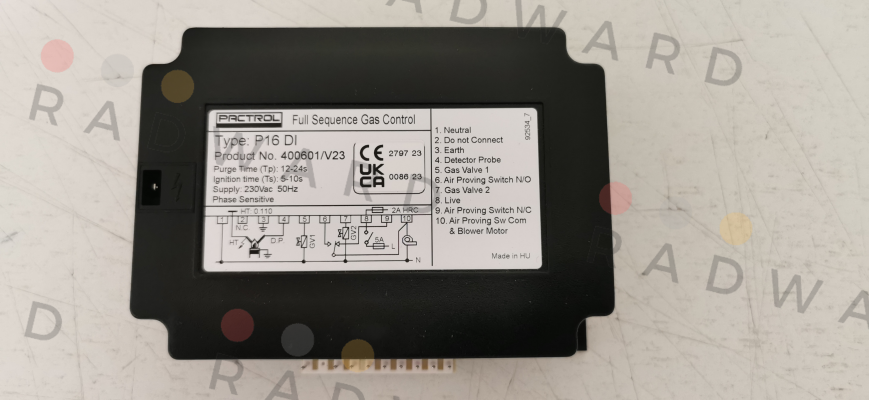 PACTROL Full Sequence Gas Control
Type: P16 DI
Product No. 400601/V23
Purge Time (Tp): 12-24s
Ignition time (Ts): 5-10s
Supply: 230Vac 50Hz
Phase Sensitive
CE 2797 23
UK
CA 0086 23
HT 0.110
2A HRC
1 2 3 4 5 6 7 8 9 10
N.C.
HT
D.P.
GV1
GV2
5A
L
N
1. Neutral
2. Do not Connect
3. Earth
4. Detector Probe
5. Gas Valve 1
6. Air Proving Switch N/O
7. Gas Valve 2
8. Live
9. Air Proving Switch N/C
10. Air Proving Sw Com
& Blower Motor
Made in HU
92534_7
RADWARD
RADWARD
RADWARD